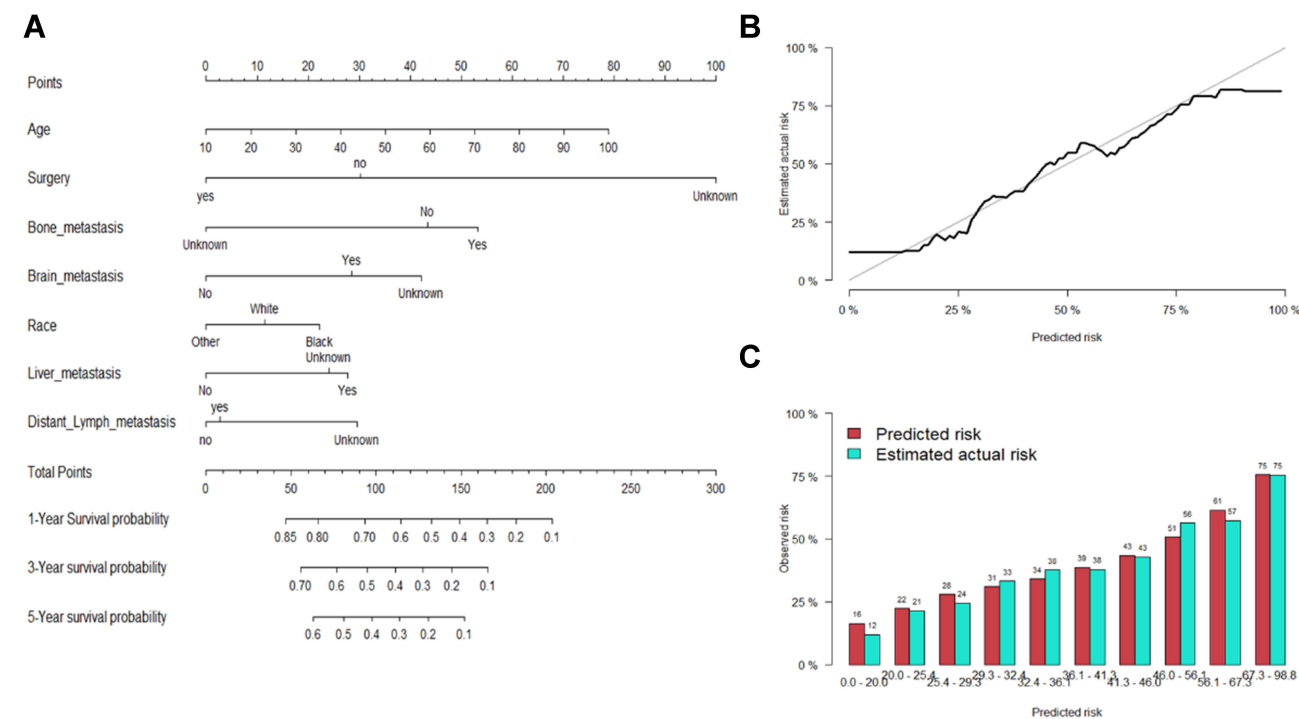 A
Points
0 10 20 30 40 50 60 70 80 90 100
Age
10 20 30 40 50 60 70 80 90 100
no
Surgery
yes Unknown
No
Bone_metastasis
Unknown Yes
Yes
Brain_metastasis
No Unknown
White
Race
Other Black
Unknown
Liver_metastasis
No Yes
yes
Distant_Lymph_metastasis
no Unknown
Total Points
0 50 100 150 200 250 300
1-Year Survival probability
0.85 0.80 0.70 0.6 0.5 0.4 0.3 0.2 0.1
3-Year survival probability
0.70 0.6 0.5 0.4 0.3 0.2 0.1
5-Year survival probability
0.6 0.5 0.4 0.3 0.2 0.1
B
100 %
75 %
50 %
25 %
0 %
Estimated actual risk
0 % 25 % 50 % 75 % 100 %
Predicted risk
C
100 %
75 %
50 %
25 %
0 %
Observed risk
Predicted risk
Estimated actual risk
16 12 22 21 28 24 31 33 34 38 39 38 43 43 51 56 61 57 75 75
0.0 - 20.0 20.0 - 25.4 25.4 - 29.3 29.3 - 32.4 32.4 - 36.1 36.1 - 41.3 41.3 - 46.0 46.0 - 56.1 56.1 - 67.3 67.3 - 98.8
Predicted risk